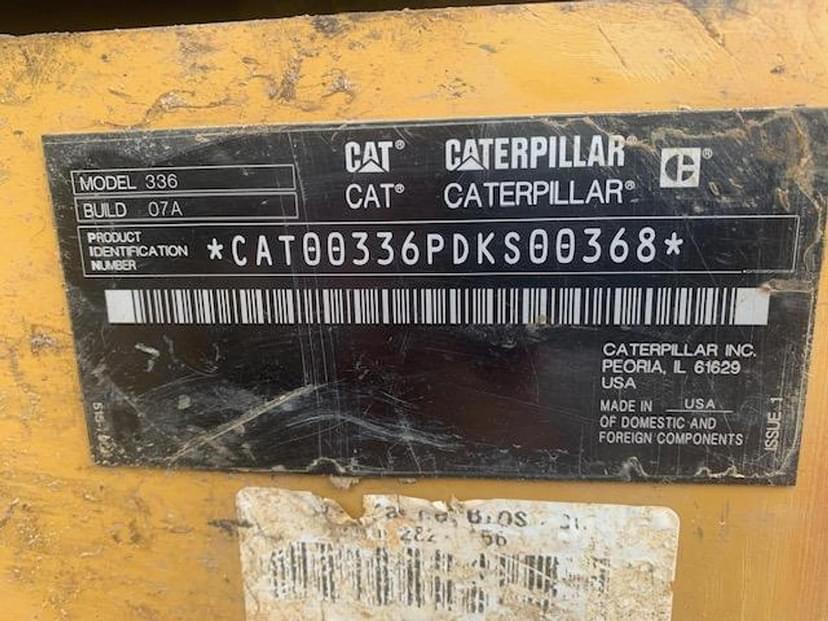 CAT® CATERPILLAR®
CAT® CATERPILLAR®
MODEL 336
BUILD 07A
PRODUCT
IDENTIFICATION
NUMBER
*CAT00336PDKS00368*
CATERPILLAR INC.
PEORIA, IL 61629
USA
MADE IN USA
OF DOMESTIC AND
FOREIGN COMPONENTS
ISSUE 1